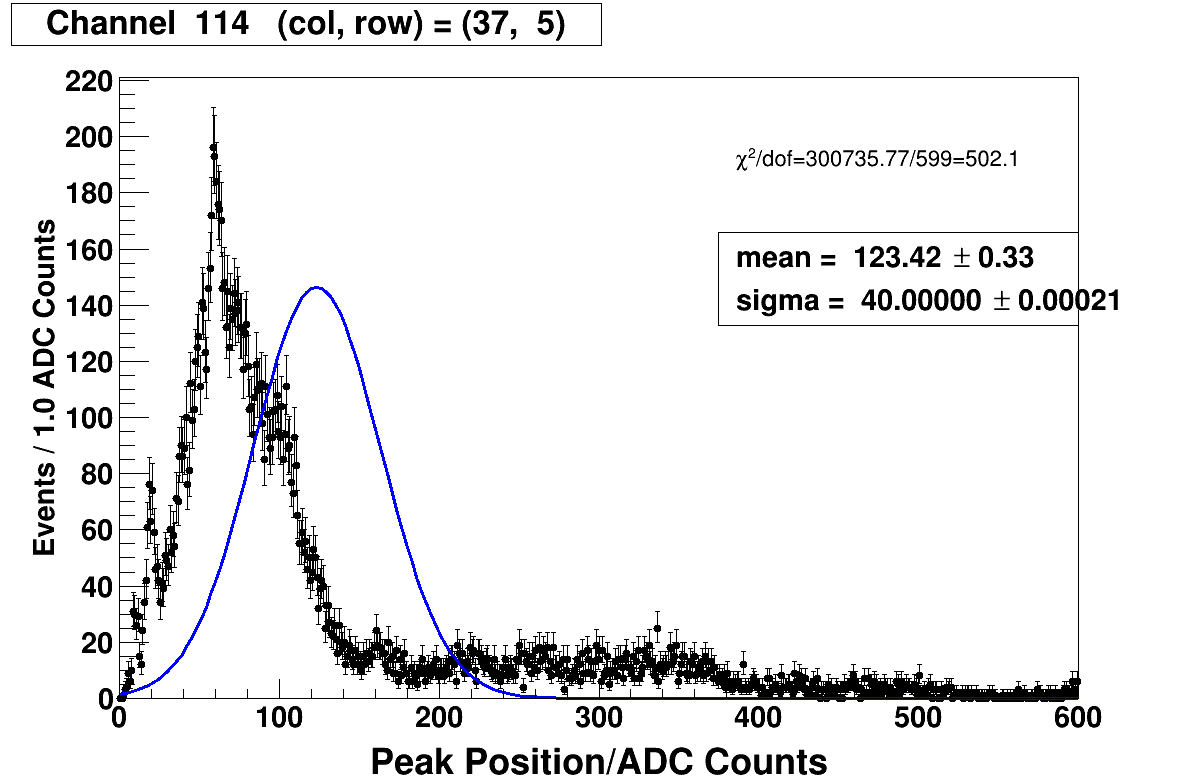 Channel 114 (col, row) = (37, 5)
220
200
180
160
140
120
100
80
60
40
20
0
Events / 1.0 ADC Counts
χ²/dof=300735.77/599=502.1
mean = 123.42 ± 0.33
sigma = 40.00000 ± 0.00021
0 100 200 300 400 500 600
Peak Position/ADC Counts